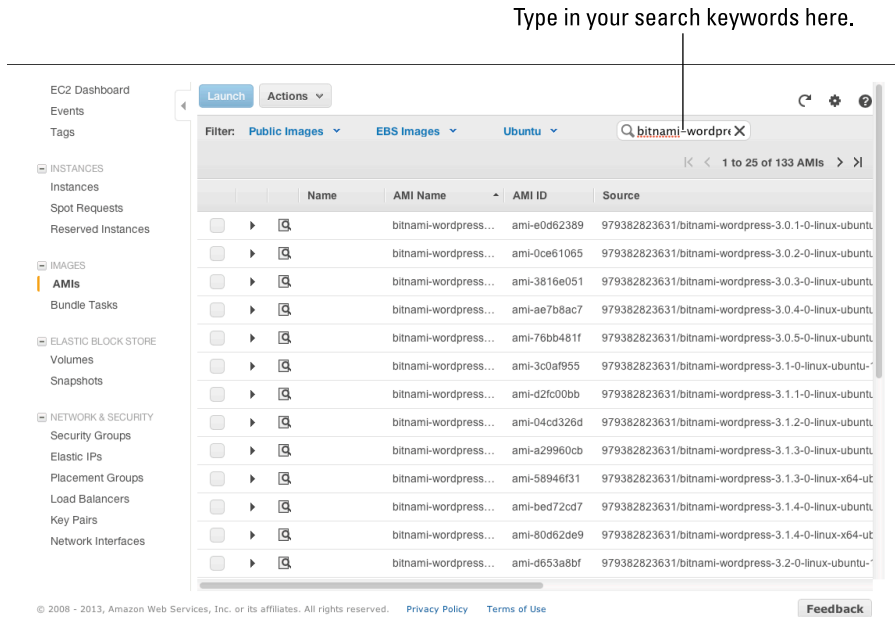 Type in your search keywords here.
EC2 Dashboard
Events
Tags
INSTANCES
Instances
Spot Requests
Reserved Instances
IMAGES
AMIs
Bundle Tasks
ELASTIC BLOCK STORE
Volumes
Snapshots
NETWORK & SECURITY
Security Groups
Elastic IPs
Placement Groups
Load Balancers
Key Pairs
Network Interfaces
Launch Actions
Filter: Public Images EBS Images Ubuntu bitnami-wordpre
1 to 25 of 133 AMIs
Name AMI Name AMI ID Source
bitnami-wordpress... ami-e0d62389 979382823631/bitnami-wordpress-3.0.1-0-linux-ubuntu
bitnami-wordpress... ami-0ce61065 979382823631/bitnami-wordpress-3.0.2-0-linux-ubuntu
bitnami-wordpress... ami-3816e051 979382823631/bitnami-wordpress-3.0.3-0-linux-ubuntu
bitnami-wordpress... ami-ae7b8ac7 979382823631/bitnami-wordpress-3.0.4-0-linux-ubuntu
bitnami-wordpress... ami-76bb481f 979382823631/bitnami-wordpress-3.0.5-0-linux-ubuntu
bitnami-wordpress... ami-3c0af955 979382823631/bitnami-wordpress-3.1-0-linux-ubuntu-1
bitnami-wordpress... ami-d2fc00bb 979382823631/bitnami-wordpress-3.1.1-0-linux-ubuntu
bitnami-wordpress... ami-04cd326d 979382823631/bitnami-wordpress-3.1.2-0-linux-ubuntu
bitnami-wordpress... ami-a29960cb 979382823631/bitnami-wordpress-3.1.3-0-linux-ubuntu
bitnami-wordpress... ami-58946f31 979382823631/bitnami-wordpress-3.1.3-0-linux-x64-ub
bitnami-wordpress... ami-bed72cd7 979382823631/bitnami-wordpress-3.1.4-0-linux-ubuntu
bitnami-wordpress... ami-80d62de9 979382823631/bitnami-wordpress-3.1.4-0-linux-x64-ub
bitnami-wordpress... ami-d653a8bf 979382823631/bitnami-wordpress-3.2-0-linux-ubuntu-1
© 2008 - 2013, Amazon Web Services, Inc. or its affiliates. All rights reserved. Privacy Policy Terms of Use Feedback